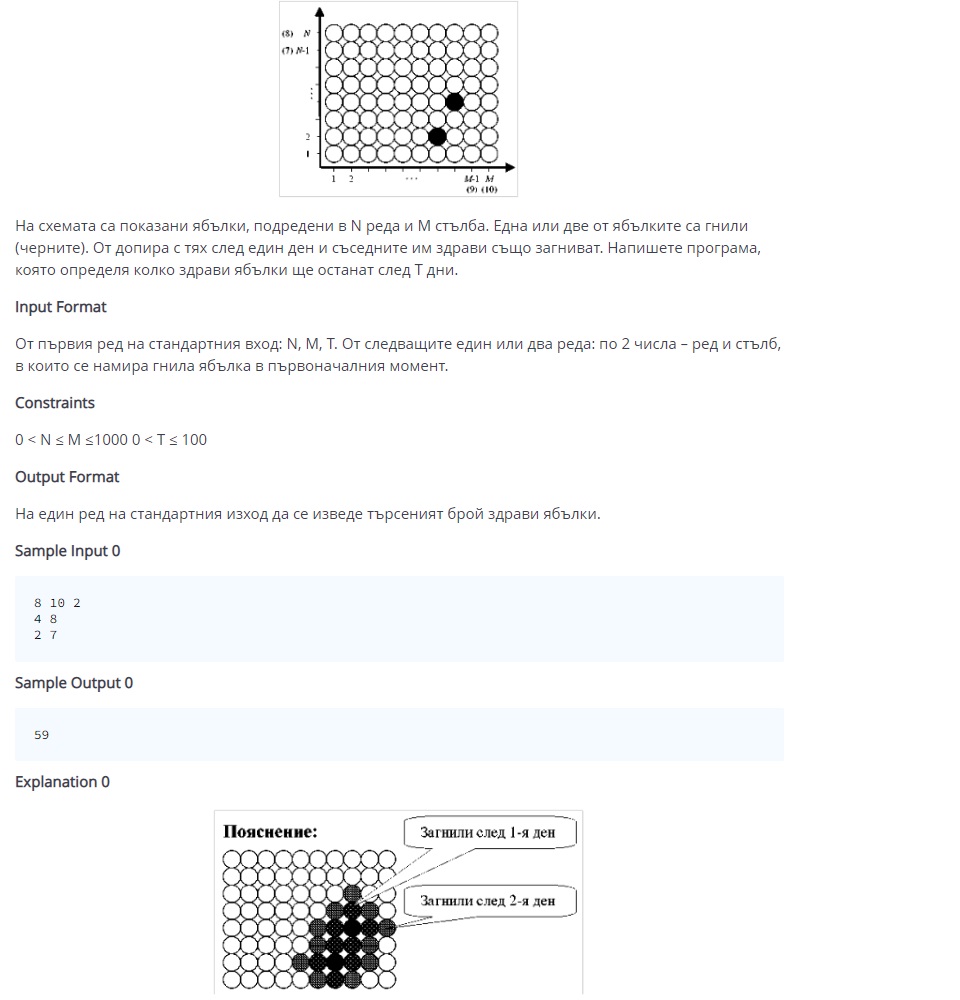 (8) N
(7) N-1
2
1
1 2 ... M-1 M
(9) (10)
На схемата са показани ябълки, подредени в N реда и M стълба. Една или две от ябълките са гнили
(черните). От допира с тях след един ден и съседните им здрави също загниват. Напишете програма,
която определя колко здрави ябълки ще останат след T дни.
Input Format
От първия ред на стандартния вход: N, M, T. От следващите един или два реда: по 2 числа – ред и стълб,
в които се намира гнила ябълка в първоначалния момент.
Constraints
0 < N ≤ M ≤1000 0 < T ≤ 100
Output Format
На един ред на стандартния изход да се изведе търсеният брой здрави ябълки.
Sample Input 0
8 10 2
4 8
2 7
Sample Output 0
59
Explanation 0
Пояснение:
Загнили след 1-я ден
Загнили след 2-я ден